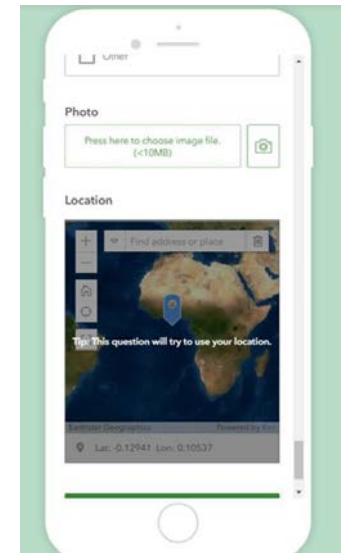 Other
Photo
Press here to choose image file.
(<10MB)
Location
Find address or place
Tip: This question will try to use your location.
Earthstar Geographics
Powered by Esri
Lat: -0.12941 Lon: 0.10537